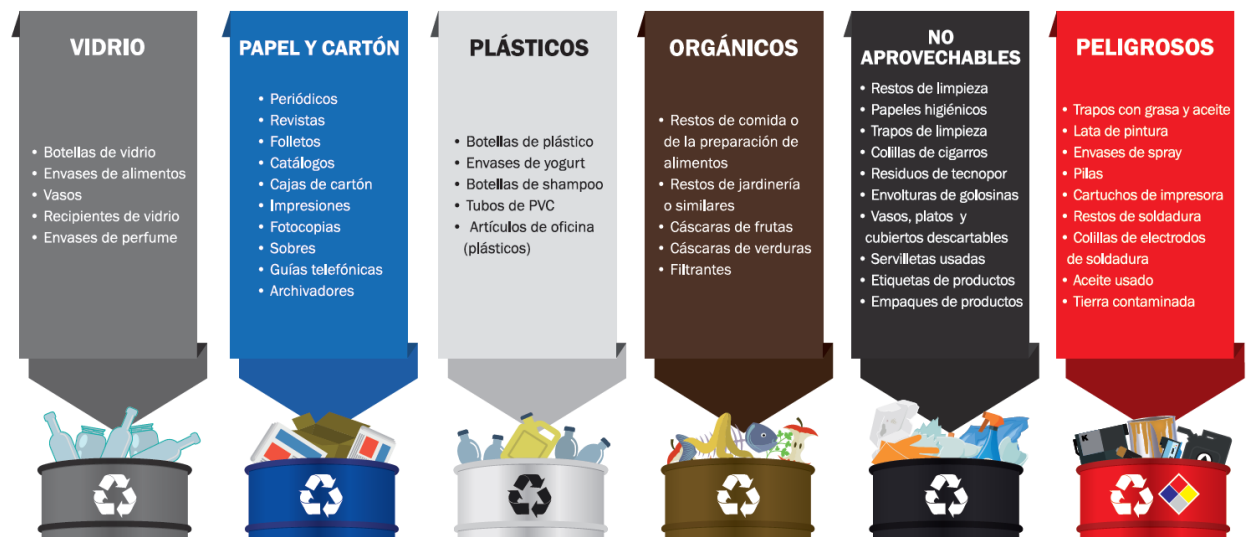 VIDRIO
• Botellas de vidrio
• Envases de alimentos
• Vasos
• Recipientes de vidrio
• Envases de perfume
PAPEL Y CARTÓN
• Periódicos
• Revistas
• Folletos
• Catálogos
• Cajas de cartón
• Impresiones
• Fotocopias
• Sobres
• Guías telefónicas
• Archivadores
PLÁSTICOS
• Botellas de plástico
• Envases de yogurt
• Botellas de shampoo
• Tubos de PVC
• Artículos de oficina
(plásticos)
ORGÁNICOS
• Restos de comida o
de la preparación de
alimentos
• Restos de jardinería
o similares
• Cáscaras de frutas
• Cáscaras de verduras
• Filtrantes
NO
APROVECHABLES
• Restos de limpieza
• Papeles higiénicos
• Trapos de limpieza
• Colillas de cigarros
• Residuos de tecnopor
• Envolturas de golosinas
• Vasos, platos y
cubiertos descartables
• Servilletas usadas
• Etiquetas de productos
• Empaques de productos
PELIGROSOS
• Trapos con grasa y aceite
• Lata de pintura
• Envases de spray
• Pilas
• Cartuchos de impresora
• Restos de soldadura
• Colillas de electrodos
de soldadura
• Aceite usado
• Tierra contaminada
K